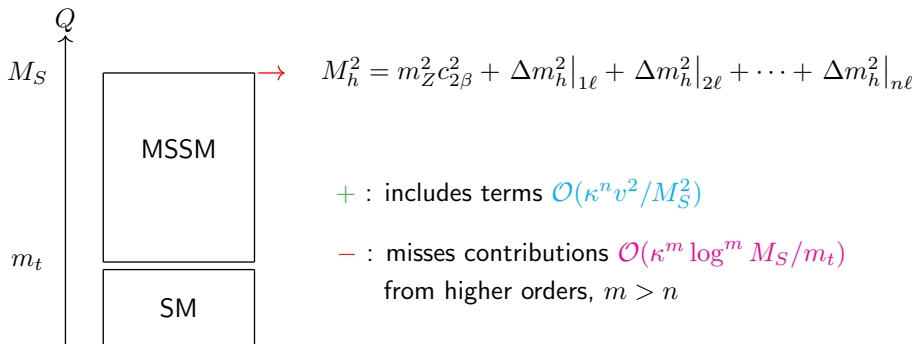 Q
M_S
M_h^2 = m_Z^2 c_{2β}^2 + Δm_h^2|_{1ℓ} + Δm_h^2|_{2ℓ} + ··· + Δm_h^2|_{nℓ}
MSSM
+ : includes terms O(κ^n v^2/M_S^2)
− : misses contributions O(κ^m log^m M_S/m_t)
m_t
from higher orders, m > n
SM